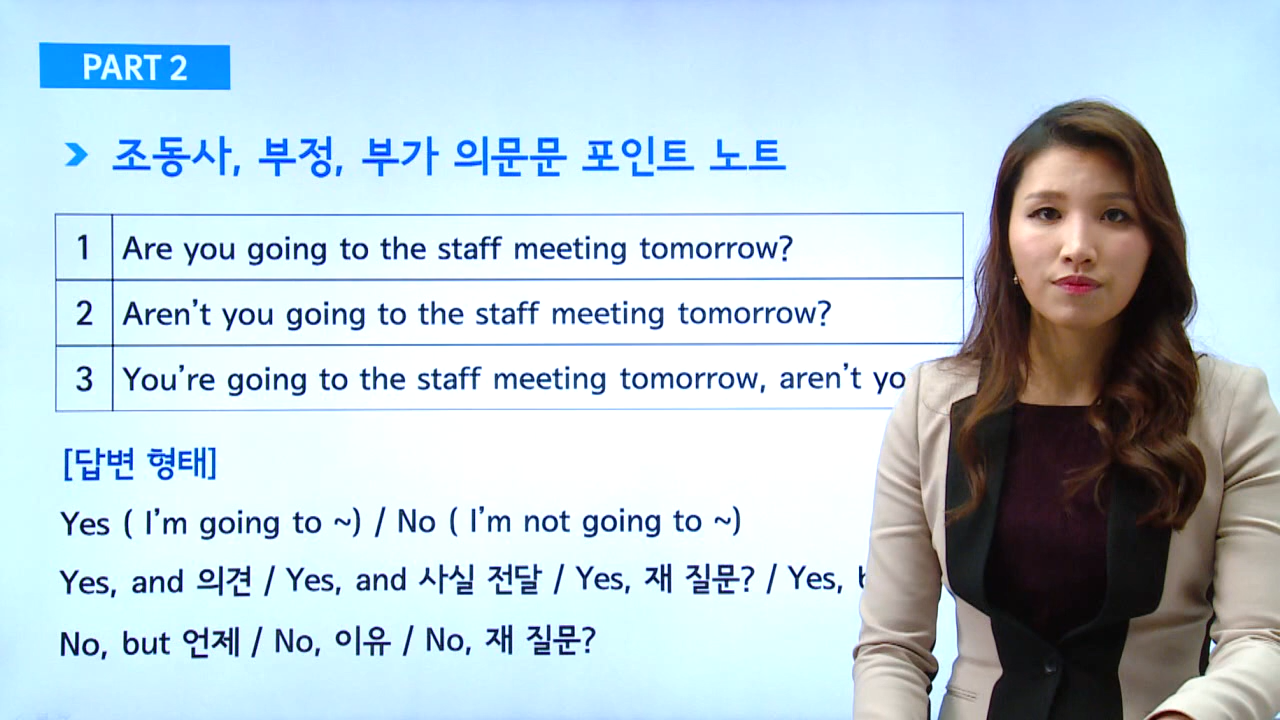 PART 2
조동사, 부정, 부가 의문문 포인트 노트
1 Are you going to the staff meeting tomorrow?
2 Aren't you going to the staff meeting tomorrow?
3 You're going to the staff meeting tomorrow, aren't yo
[답변 형태]
Yes ( I'm going to ~) / No ( I'm not going to ~)
Yes, and 의견 / Yes, and 사실 전달 / Yes, 재 질문? / Yes,
No, but 언제 / No, 이유 / No, 재 질문?